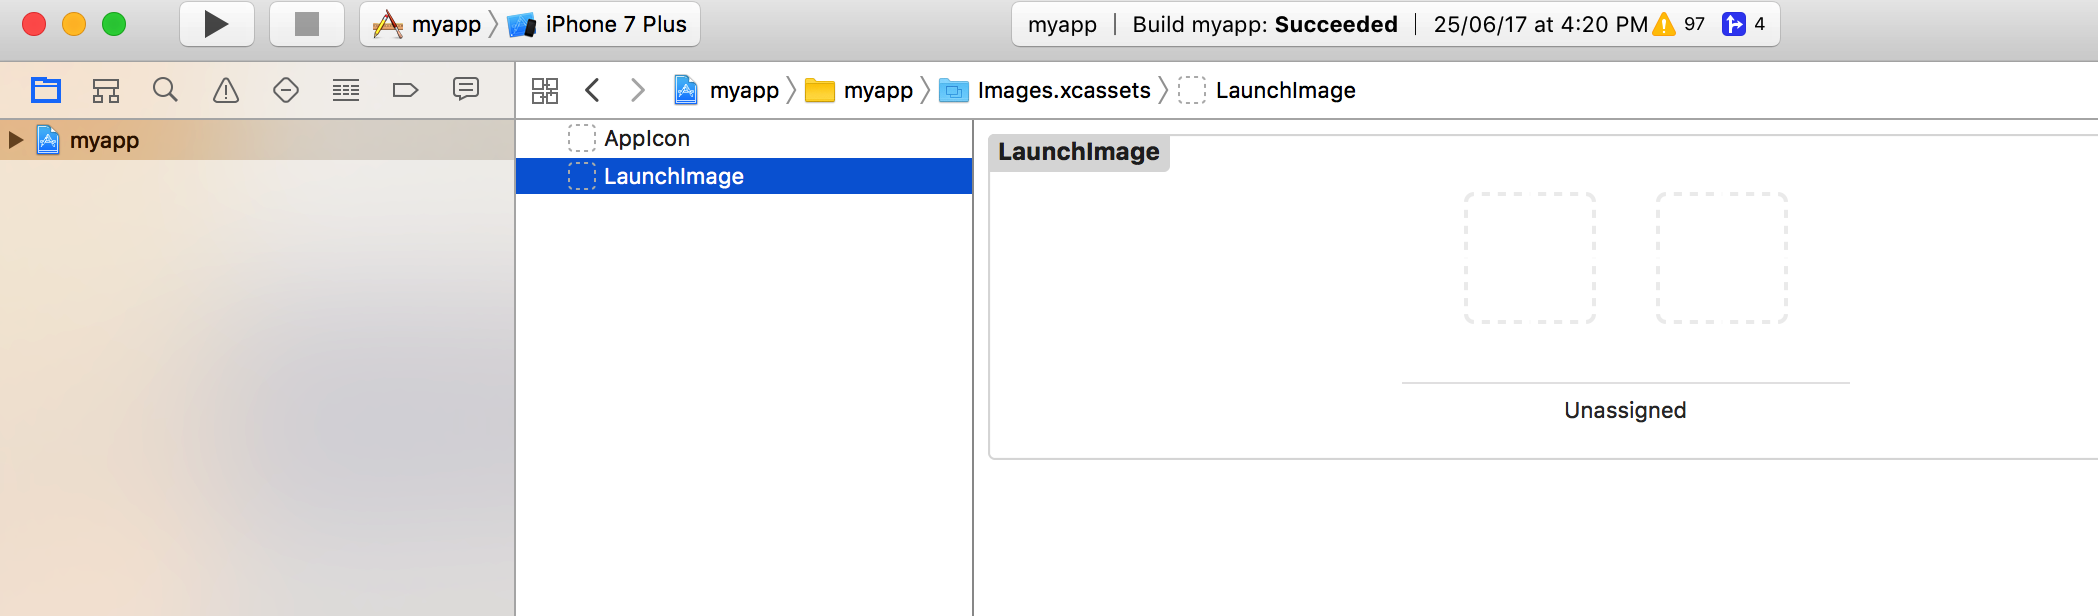 myapp iPhone 7 Plus
myapp | Build myapp: Succeeded | 25/06/17 at 4:20 PM 97 4
myapp myapp Images.xcassets LaunchImage
myapp
AppIcon
LaunchImage
LaunchImage
Unassigned